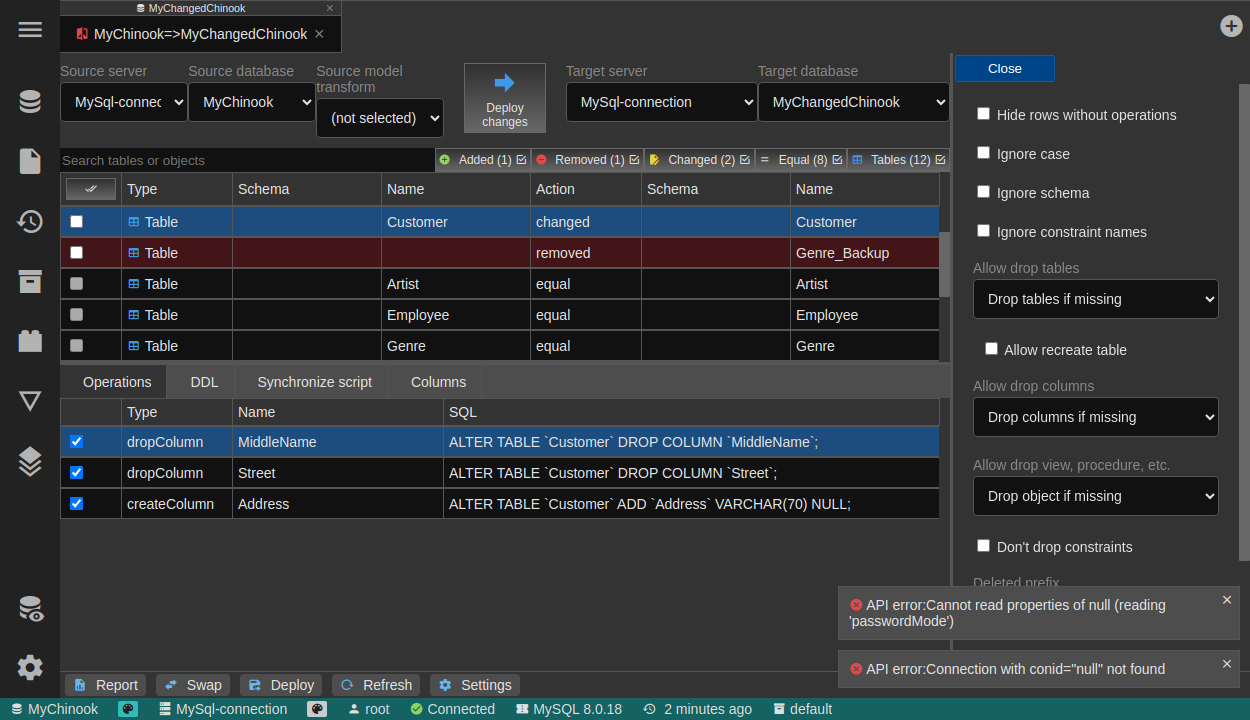 MyChangedChinook
MyChinook=>MyChangedChinook
Source server
Source database
Source model
transform
Target server
Target database
MySql-connec
MyChinook
(not selected)
Deploy
changes
MySql-connection
MyChangedChinook
Close
Search tables or objects
Added (1)
Removed (1)
Changed (2)
Equal (8)
Tables (12)
Type Schema Name Action Schema Name
Table Customer changed Customer
Table removed Genre_Backup
Table Artist equal Artist
Table Employee equal Employee
Table Genre equal Genre
Operations DDL Synchronize script Columns
Type Name SQL
dropColumn MiddleName ALTER TABLE `Customer` DROP COLUMN `MiddleName`;
dropColumn Street ALTER TABLE `Customer` DROP COLUMN `Street`;
createColumn Address ALTER TABLE `Customer` ADD `Address` VARCHAR(70) NULL;
Hide rows without operations
Ignore case
Ignore schema
Ignore constraint names
Allow drop tables
Drop tables if missing
Allow recreate table
Allow drop columns
Drop columns if missing
Allow drop view, procedure, etc.
Drop object if missing
Don't drop constraints
Deleted prefix
API error:Cannot read properties of null (reading
'passwordMode')
API error:Connection with conid="null" not found
Report Swap Deploy Refresh Settings
MyChinook MySql-connection root Connected MySQL 8.0.18 2 minutes ago default